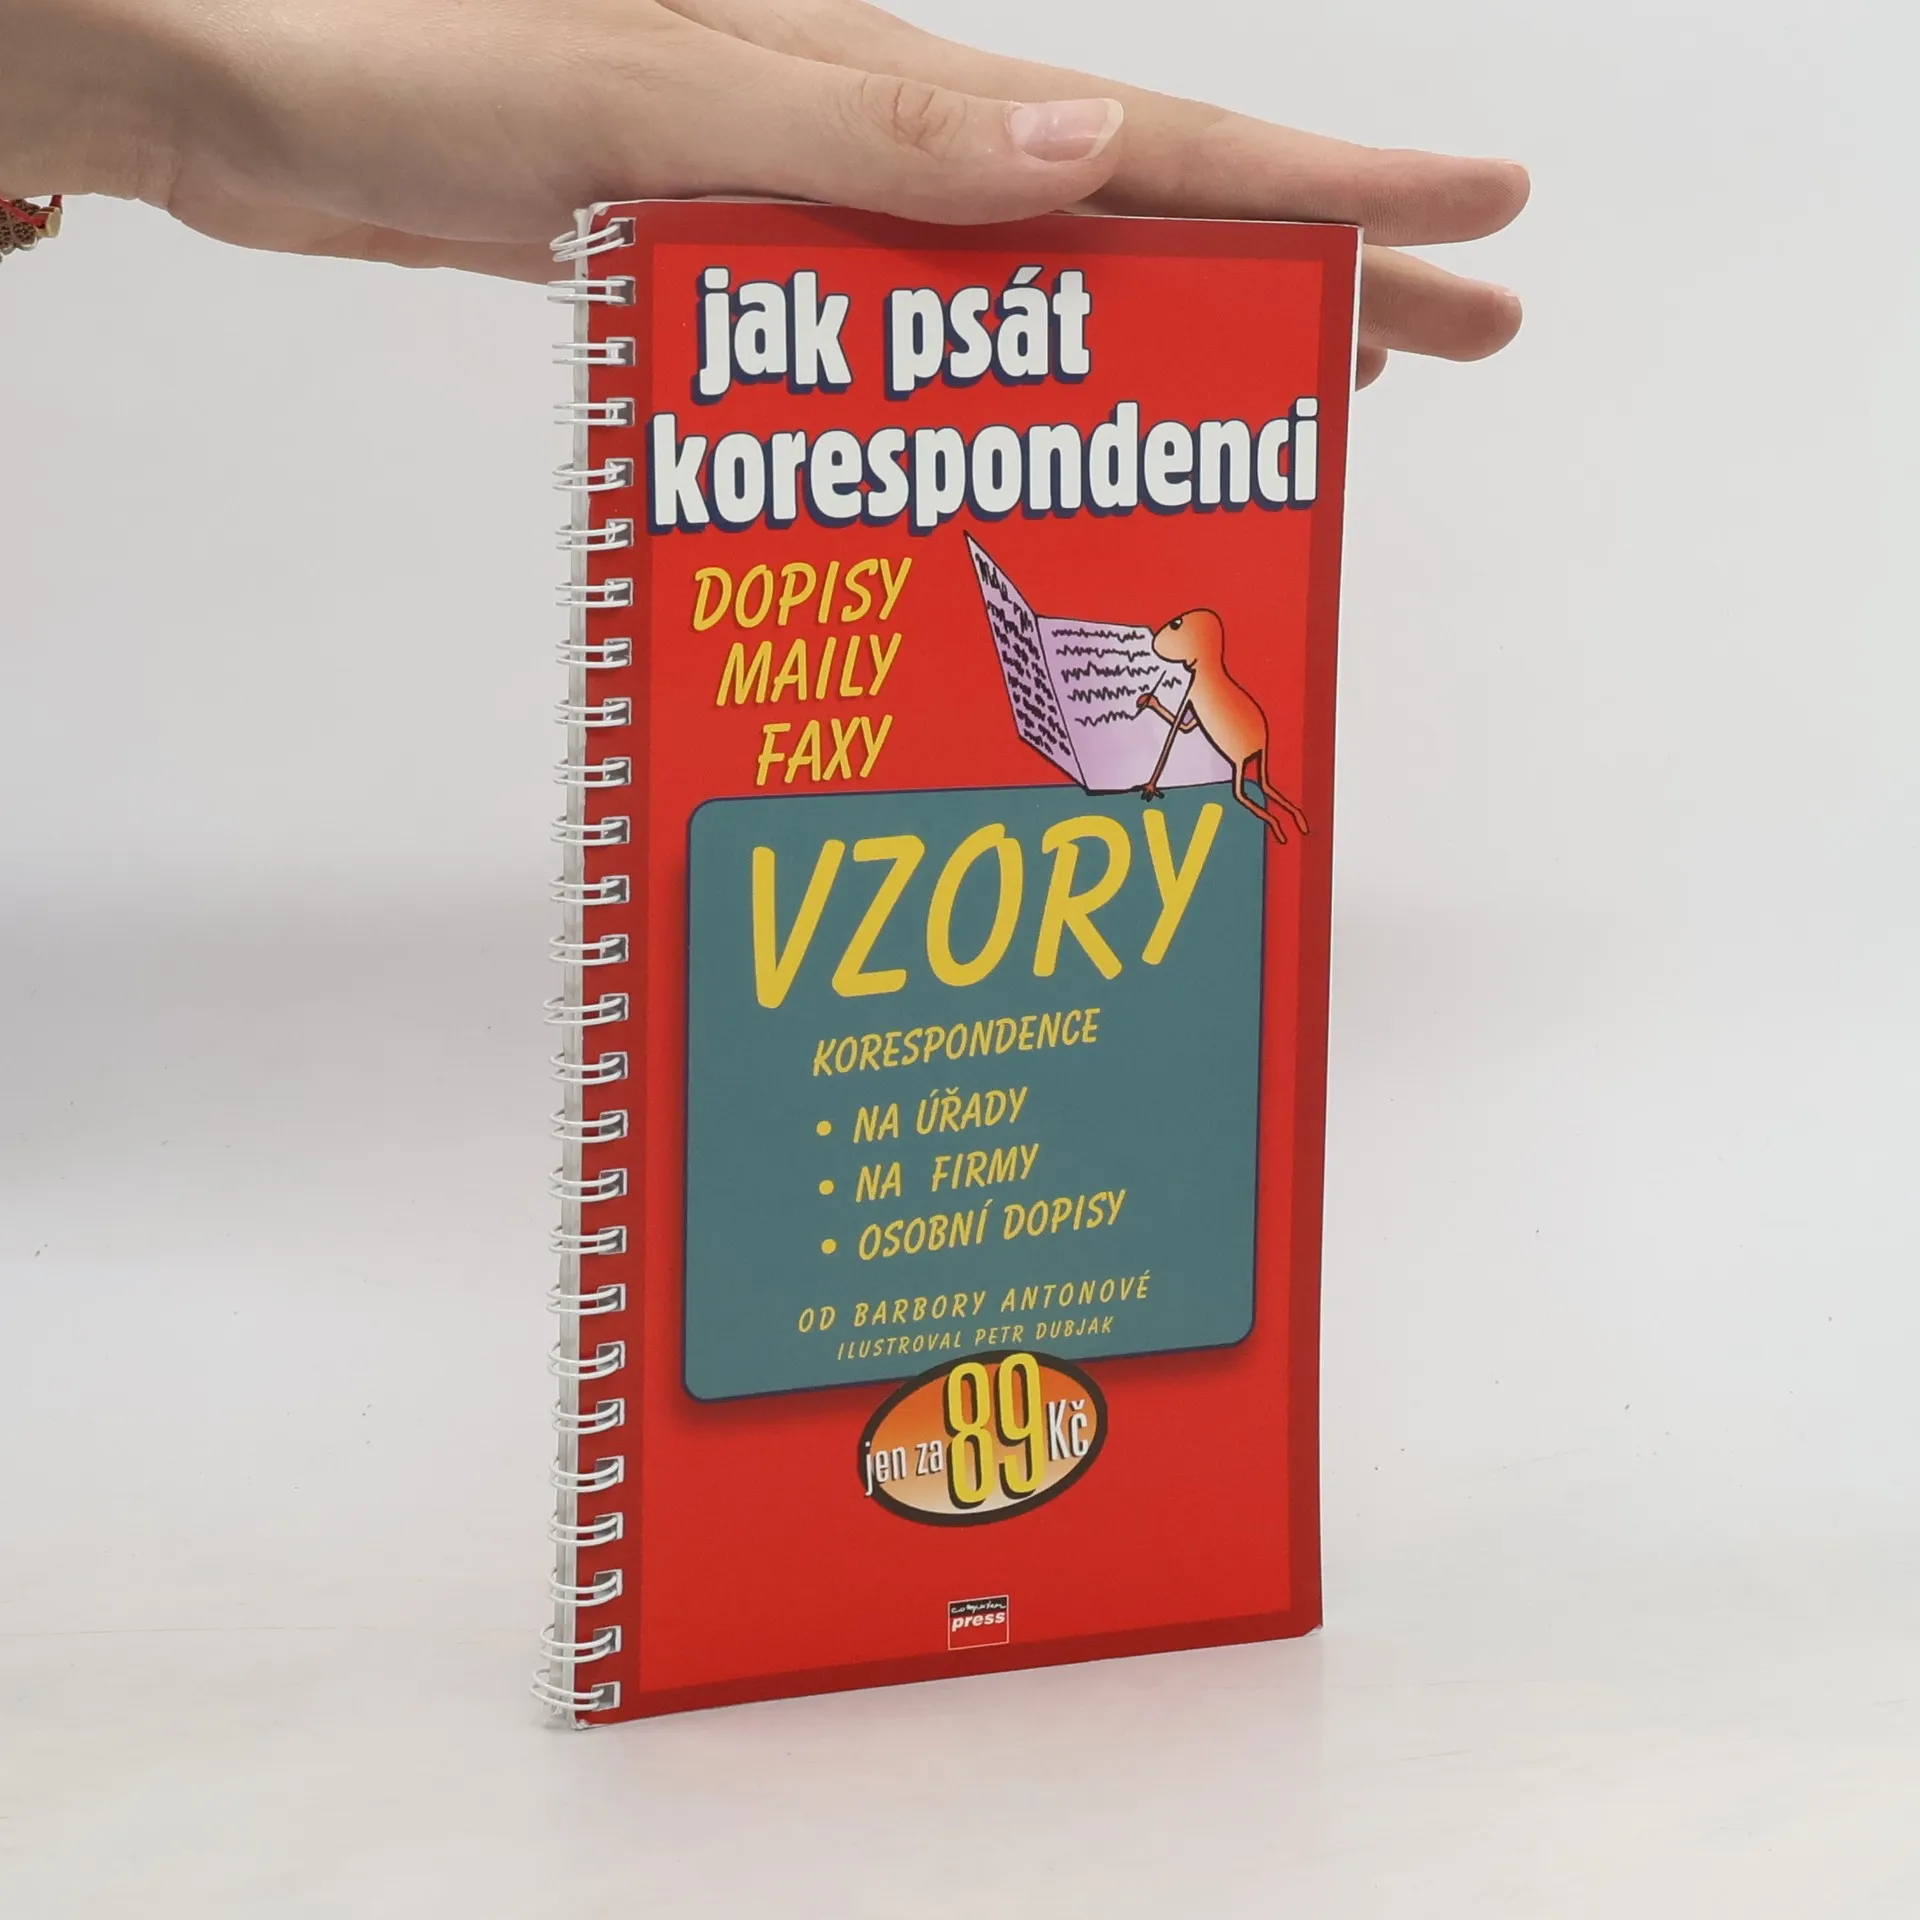 jak psát
korespondenci
DOPISY
MAILY
FAXY
VZORY
KORESPONDENCE
• NA ÚŘADY
• NA FIRMY
• OSOBNÍ DOPISY
OD BARBORY ANTONOVÉ
ILUSTROVAL PETR DUBJAK
jen za 89 Kč
computer
press